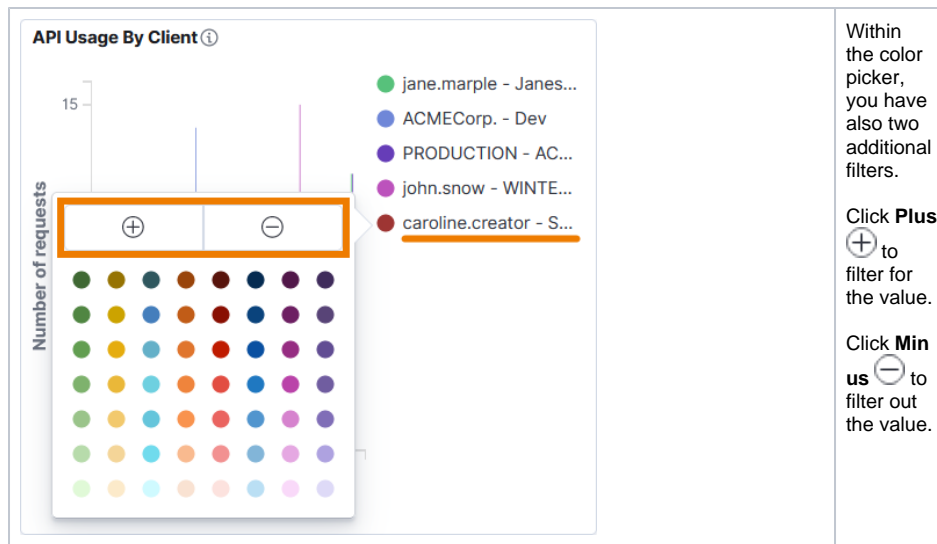 API Usage By Client
15
Number of requests
jane.marple - Janes...
ACMECorp. - Dev
PRODUCTION - AC...
john.snow - WINTE...
caroline.creator - S...
Within
the color
picker,
you have
also two
additional
filters.
Click Plus
to
filter for
the value.
Click Min
us to
filter out
the value.